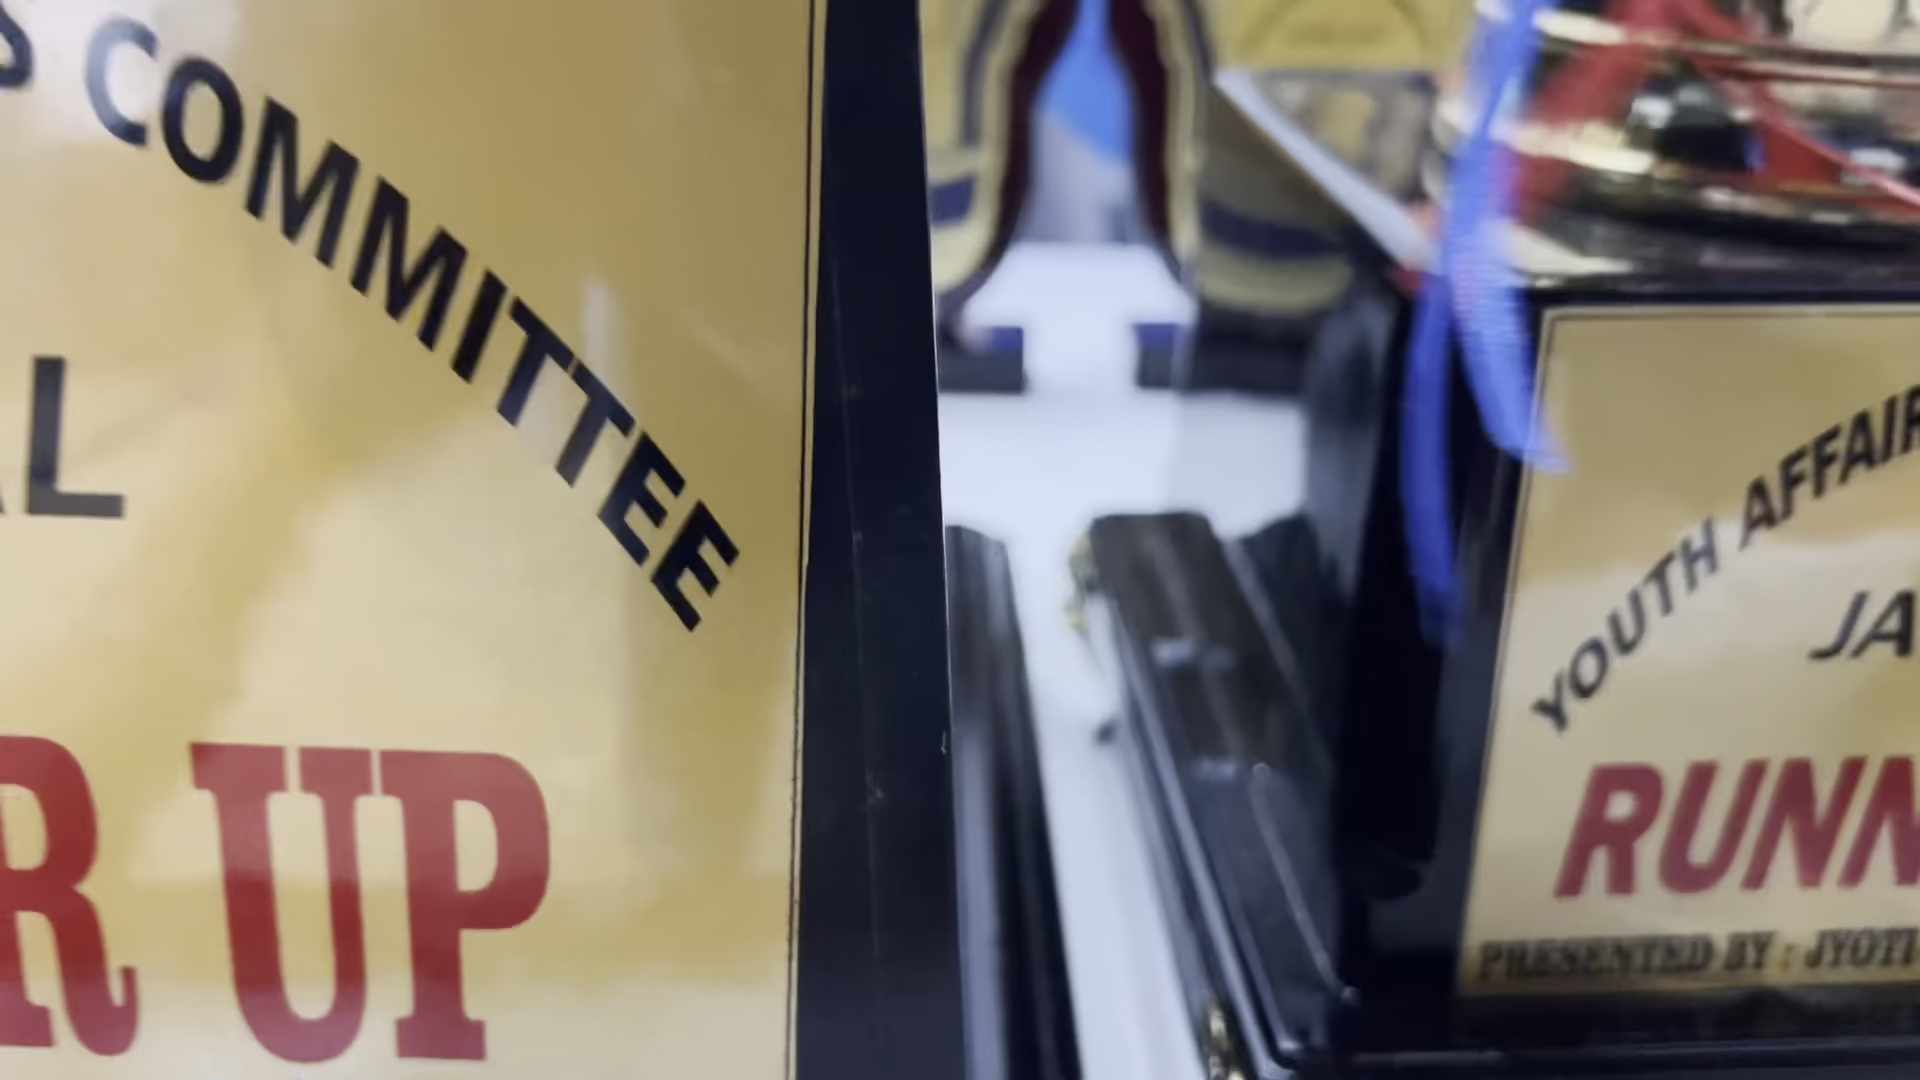 S COMMITTEE
L
R UP
YOUTH AFFAIR
JA
RUNN
PRESENTED BY : JYOTI